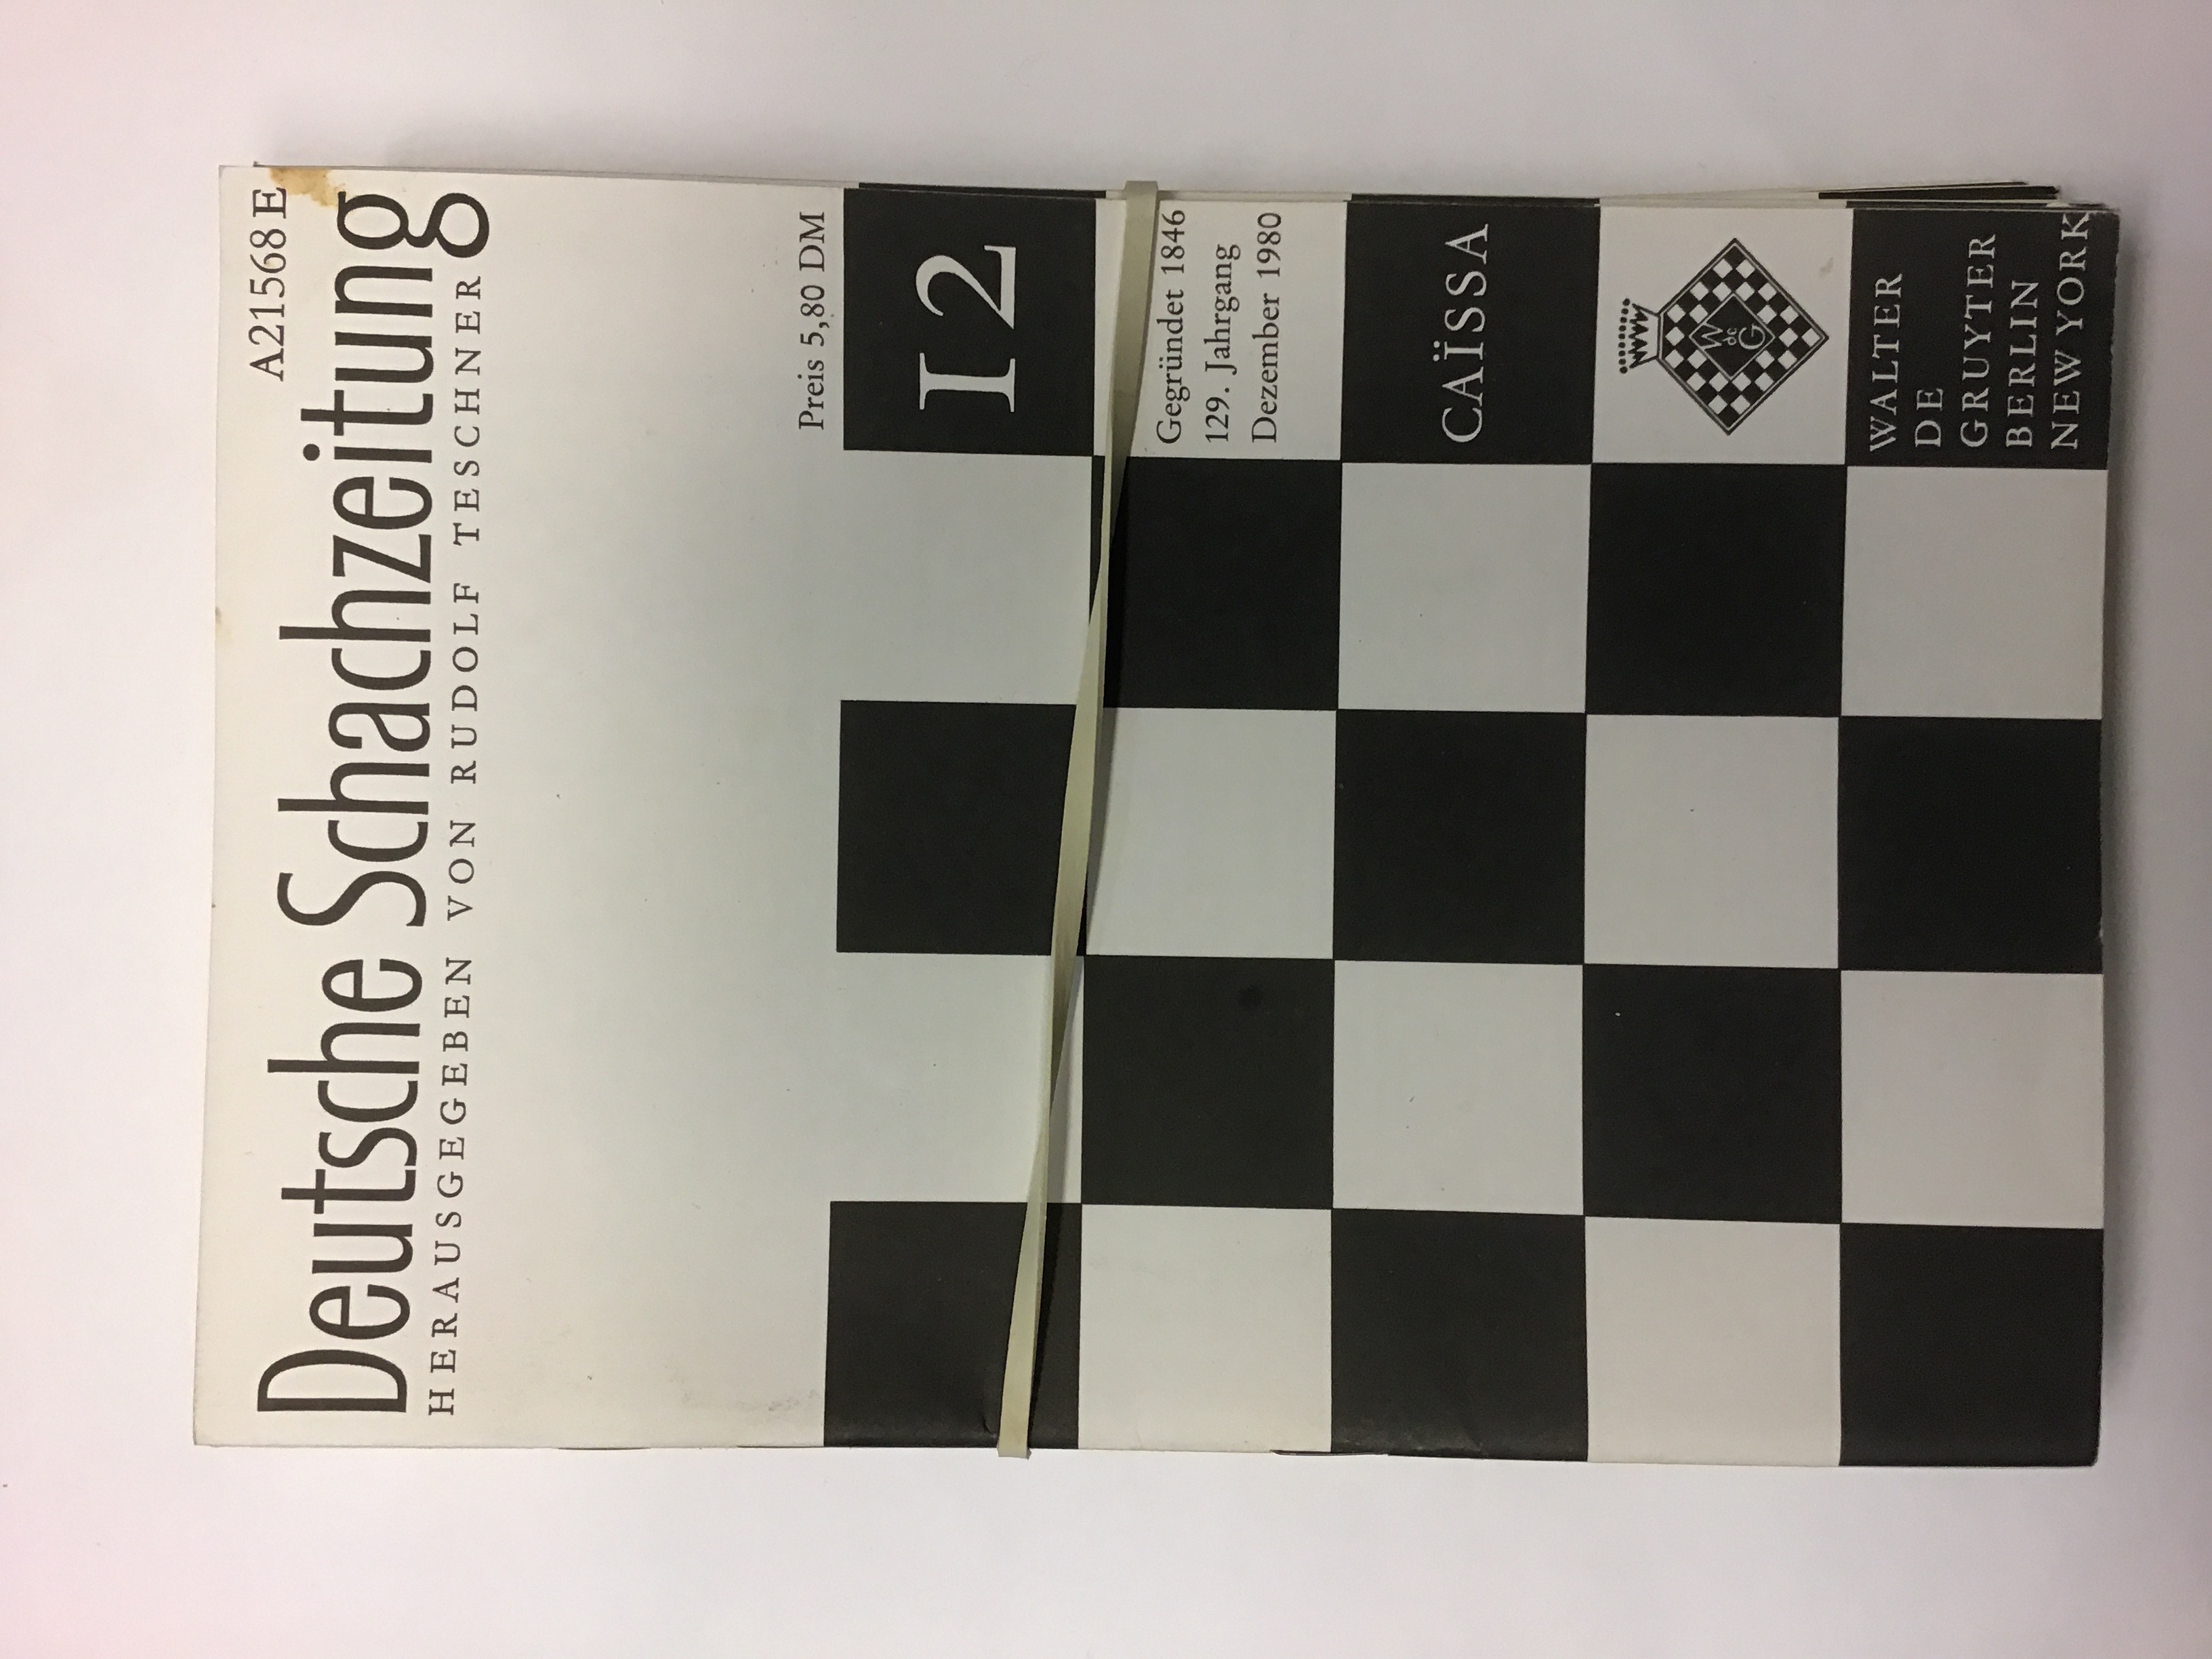 A21568 E
Deutsche Schachzeitung
HERAUSGEGEBEN VON RUDOLF TESCHNER
Preis 5,80 DM
12
Gegründet 1846
129. Jahrgang
Dezember 1980
CAÏSSA
W
de
G
WALTER
DE
GRUYTER
BERLIN
NEW YORK